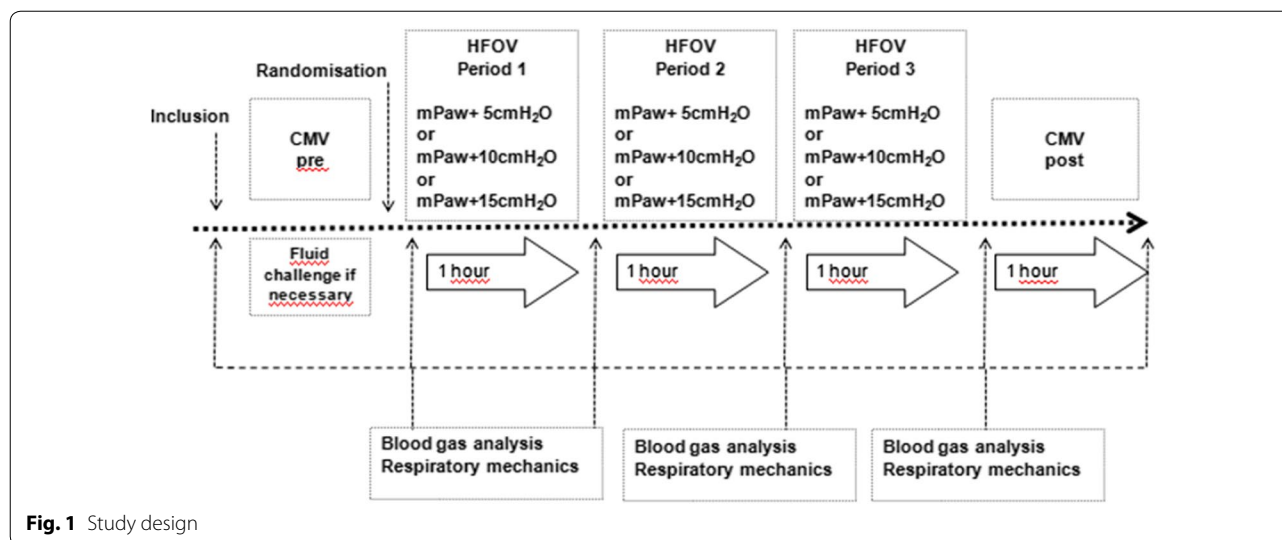 Inclusion
Randomisation
CMV
pre
HFOV
Period 1
mPaw+ 5cmH₂O
or
mPaw+10cmH₂O
or
mPaw+15cmH₂O
HFOV
Period 2
mPaw+ 5cmH₂O
or
mPaw+10cmH₂O
or
mPaw+15cmH₂O
HFOV
Period 3
mPaw+ 5cmH₂O
or
mPaw+10cmH₂O
or
mPaw+15cmH₂O
CMV
post
Fluid
challenge if
necessary
1 hour
1 hour
1 hour
1 hour
Blood gas analysis
Respiratory mechanics
Blood gas analysis
Respiratory mechanics
Blood gas analysis
Respiratory mechanics
Fig. 1 Study design